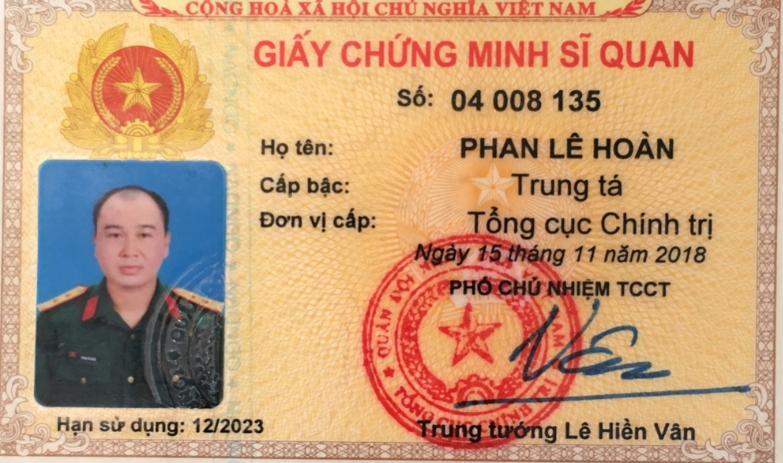 CỘNG HOÀ XÃ HỘI CHỦ NGHĨA VIỆT NAM
GIẤY CHỨNG MINH SĨ QUAN
Số: 04 008 135
Họ tên: PHAN LÊ HOÀN
Cấp bậc: Trung tá
Đơn vị cấp: Tổng cục Chính trị
Ngày 15 tháng 11 năm 2018
PHÓ CHỦ NHIỆM TCCT
Hạn sử dụng: 12/2023
Trung tướng Lê Hiền Vân